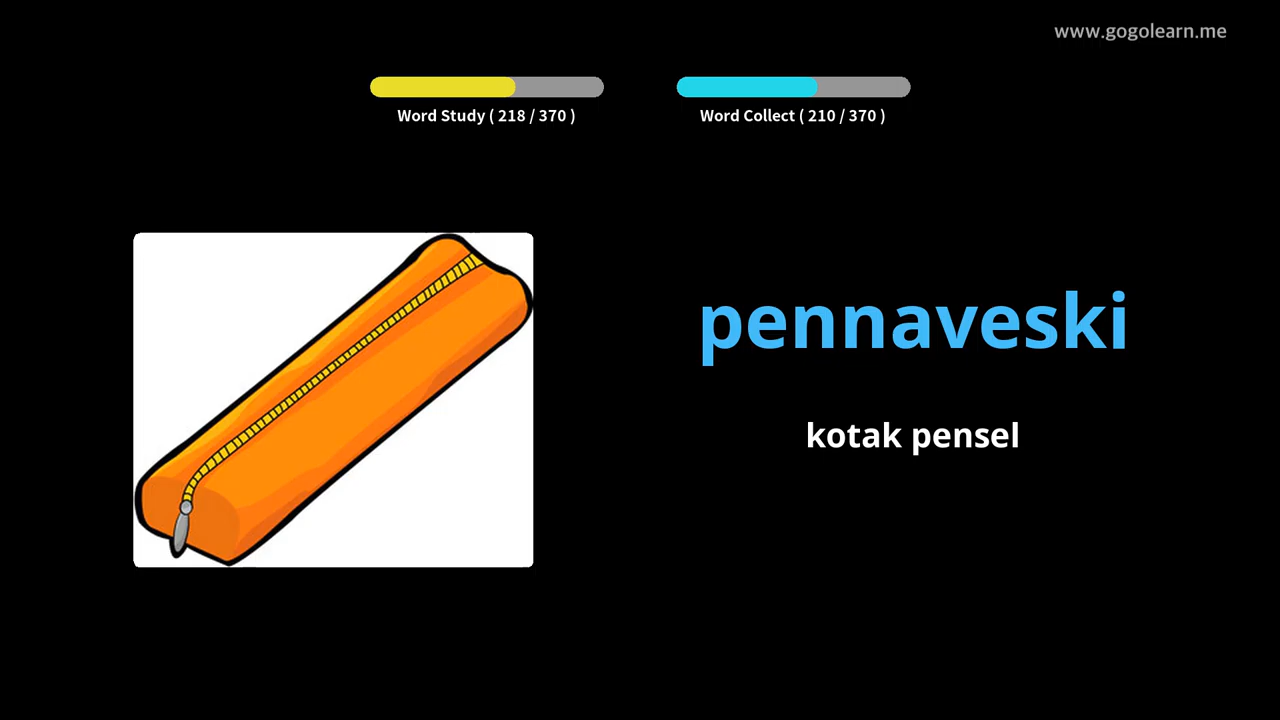 www.gogolearn.me
Word Study ( 218 / 370 )
Word Collect ( 210 / 370 )
pennaveski
kotak pensel